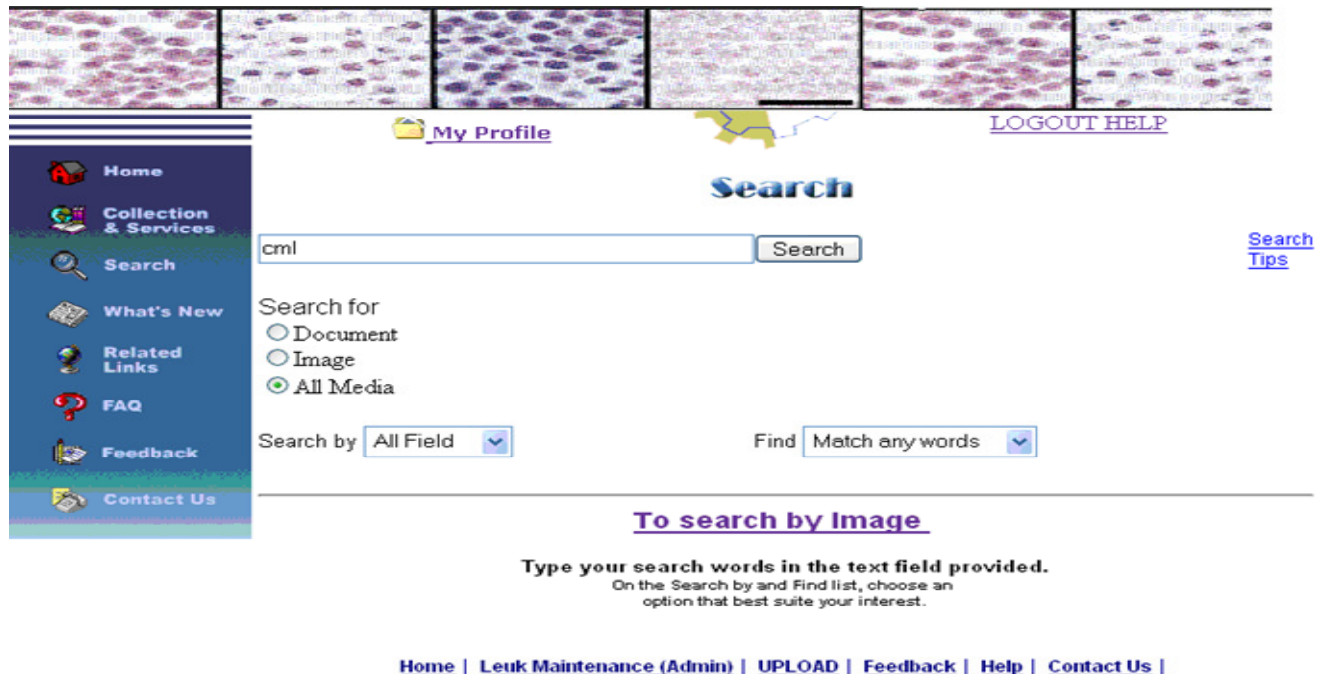 My Profile
LOGOUT HELP
Home
Collection
& Services
Search
What's New
Related
Links
FAQ
Feedback
Contact Us
Search
cml
Search
Search
Tips
Search for
Document
Image
All Media
Search by All Field
Find Match any words
To search by Image
Type your search words in the text field provided.
On the Search by and Find list, choose an
option that best suite your interest.
Home | Leuk Maintenance (Admin) | UPLOAD | Feedback | Help | Contact Us |